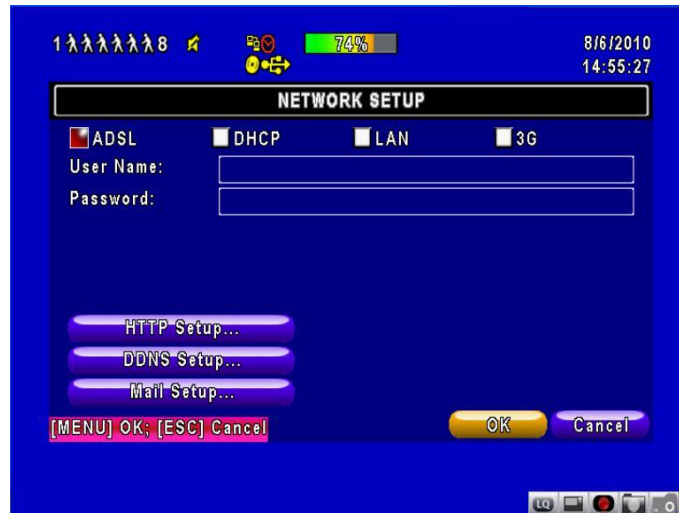 1 8 74% 8/6/2010
14:55:27
NETWORK SETUP
ADSL DHCP LAN 3G
User Name:
Password:
HTTP Setup...
DDNS Setup...
Mail Setup...
[MENU] OK; [ESC] Cancel OK Cancel
LQ